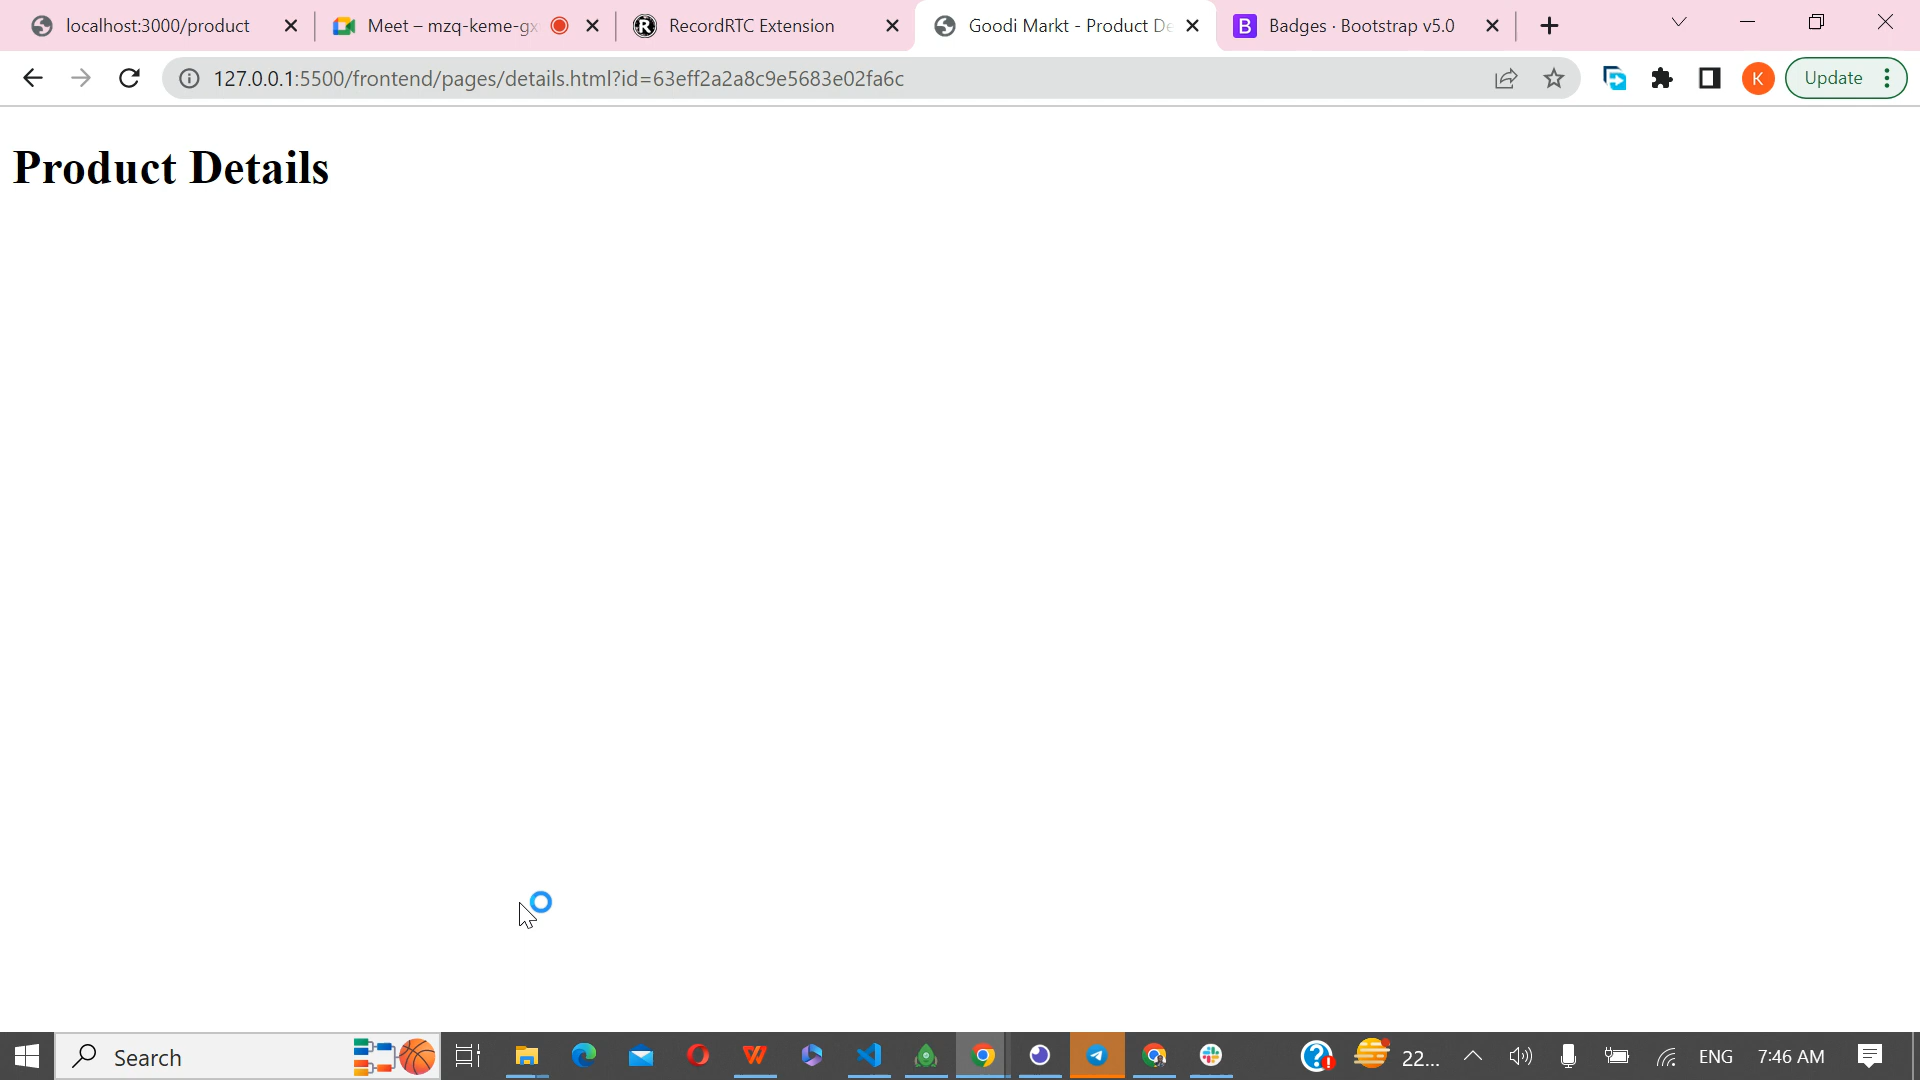 localhost:3000/product
Meet – mzq-keme-gx
RecordRTC Extension
Goodi Markt - Product De
Badges · Bootstrap v5.0
127.0.0.1:5500/frontend/pages/details.html?id=63eff2a2a8c9e5683e02fa6c
K
Update
Product Details
Search
22...
ENG
7:46 AM